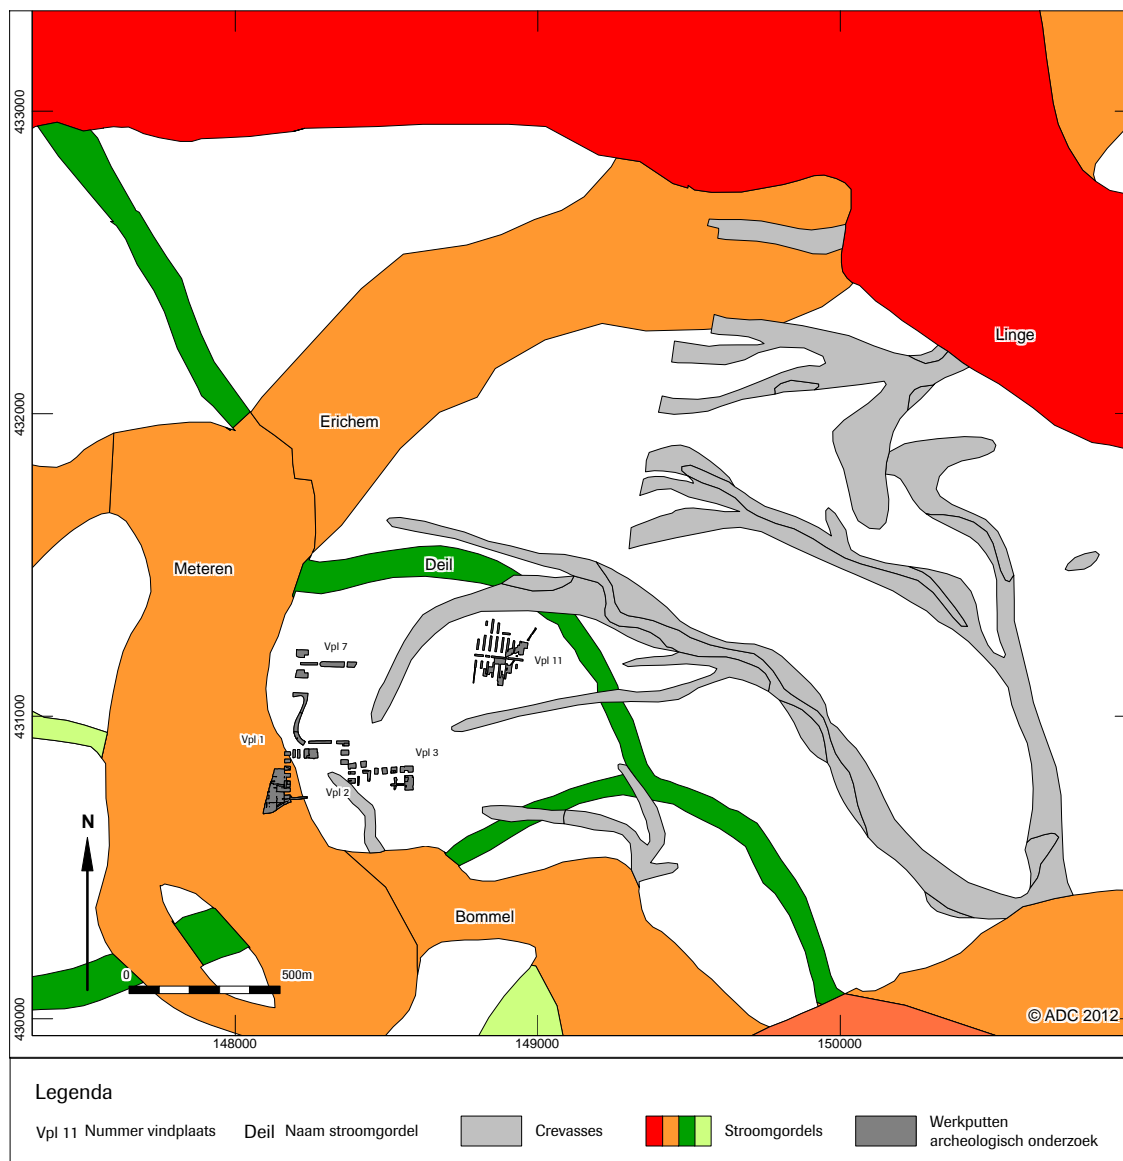 433000
432000
431000
430000
Linge
Erichem
Meteren
Deil
Vpl 7
Vpl 11
Vpl 1
Vpl 3
Vpl 2
N
Bommel
0 500m
© ADC 2012
148000 149000 150000
Legenda
Vpl 11 Nummer vindplaats
Deil Naam stroomgordel
Crevasses
Stroomgordels
Werkputten
archeologisch onderzoek